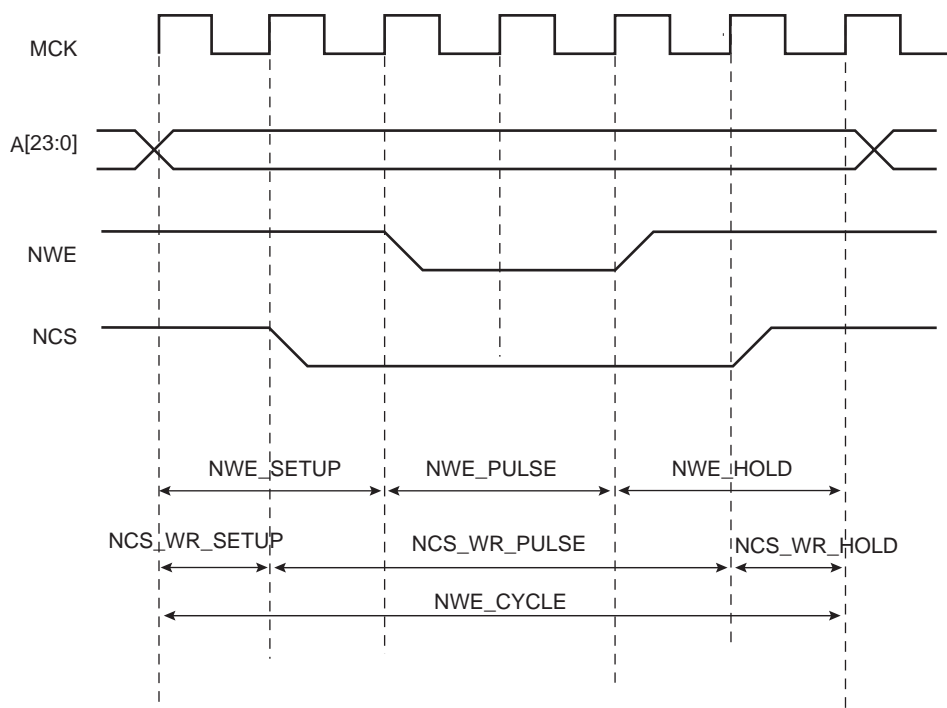 MCK
A[23:0]
NWE
NCS
NWE_SETUP NWE_PULSE NWE_HOLD
NCS_WR_SETUP NCS_WR_PULSE NCS_WR_HOLD
NWE_CYCLE